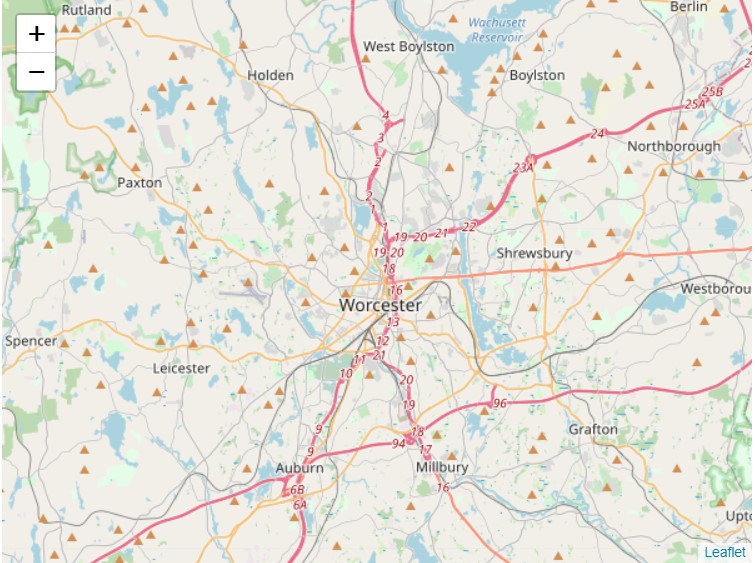 Rutland
Berlin
+
−
Wachusett
Reservoir
West Boylston
Holden
Boylston
25B
25A
4
24
3
2
Northborough
23A
Paxton
2
1
1
22
21
19 20
19-20
Shrewsbury
18
16
Westborou
Worcester
13
Spencer
12
11
21
Leicester
10
20
19
96
9
18
Grafton
94
9
17
Auburn
Millbury
6B
16
6A
Upto
Leaflet